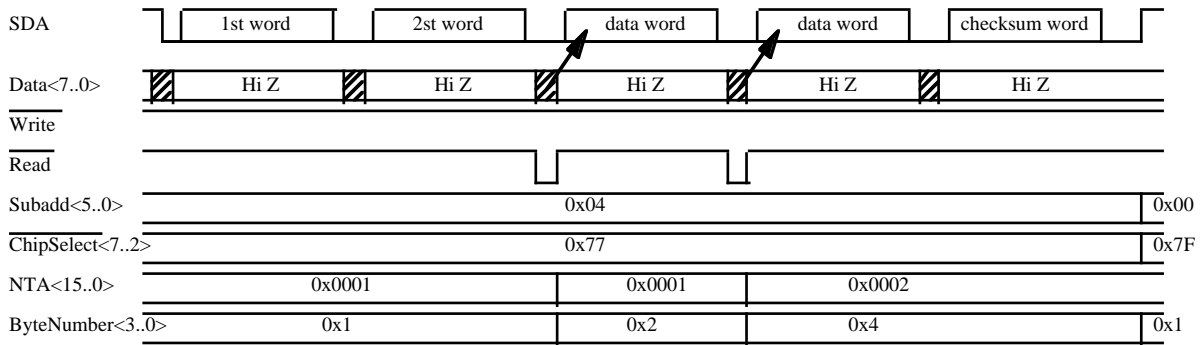 SDA 1st word 2st word data word data word checksum word
Data<7..0> Hi Z Hi Z Hi Z Hi Z Hi Z
Write
Read
Subadd<5..0> 0x04 0x00
ChipSelect<7..2> 0x77 0x7F
NTA<15..0> 0x0001 0x0001 0x0002
ByteNumber<3..0> 0x1 0x2 0x4 0x1